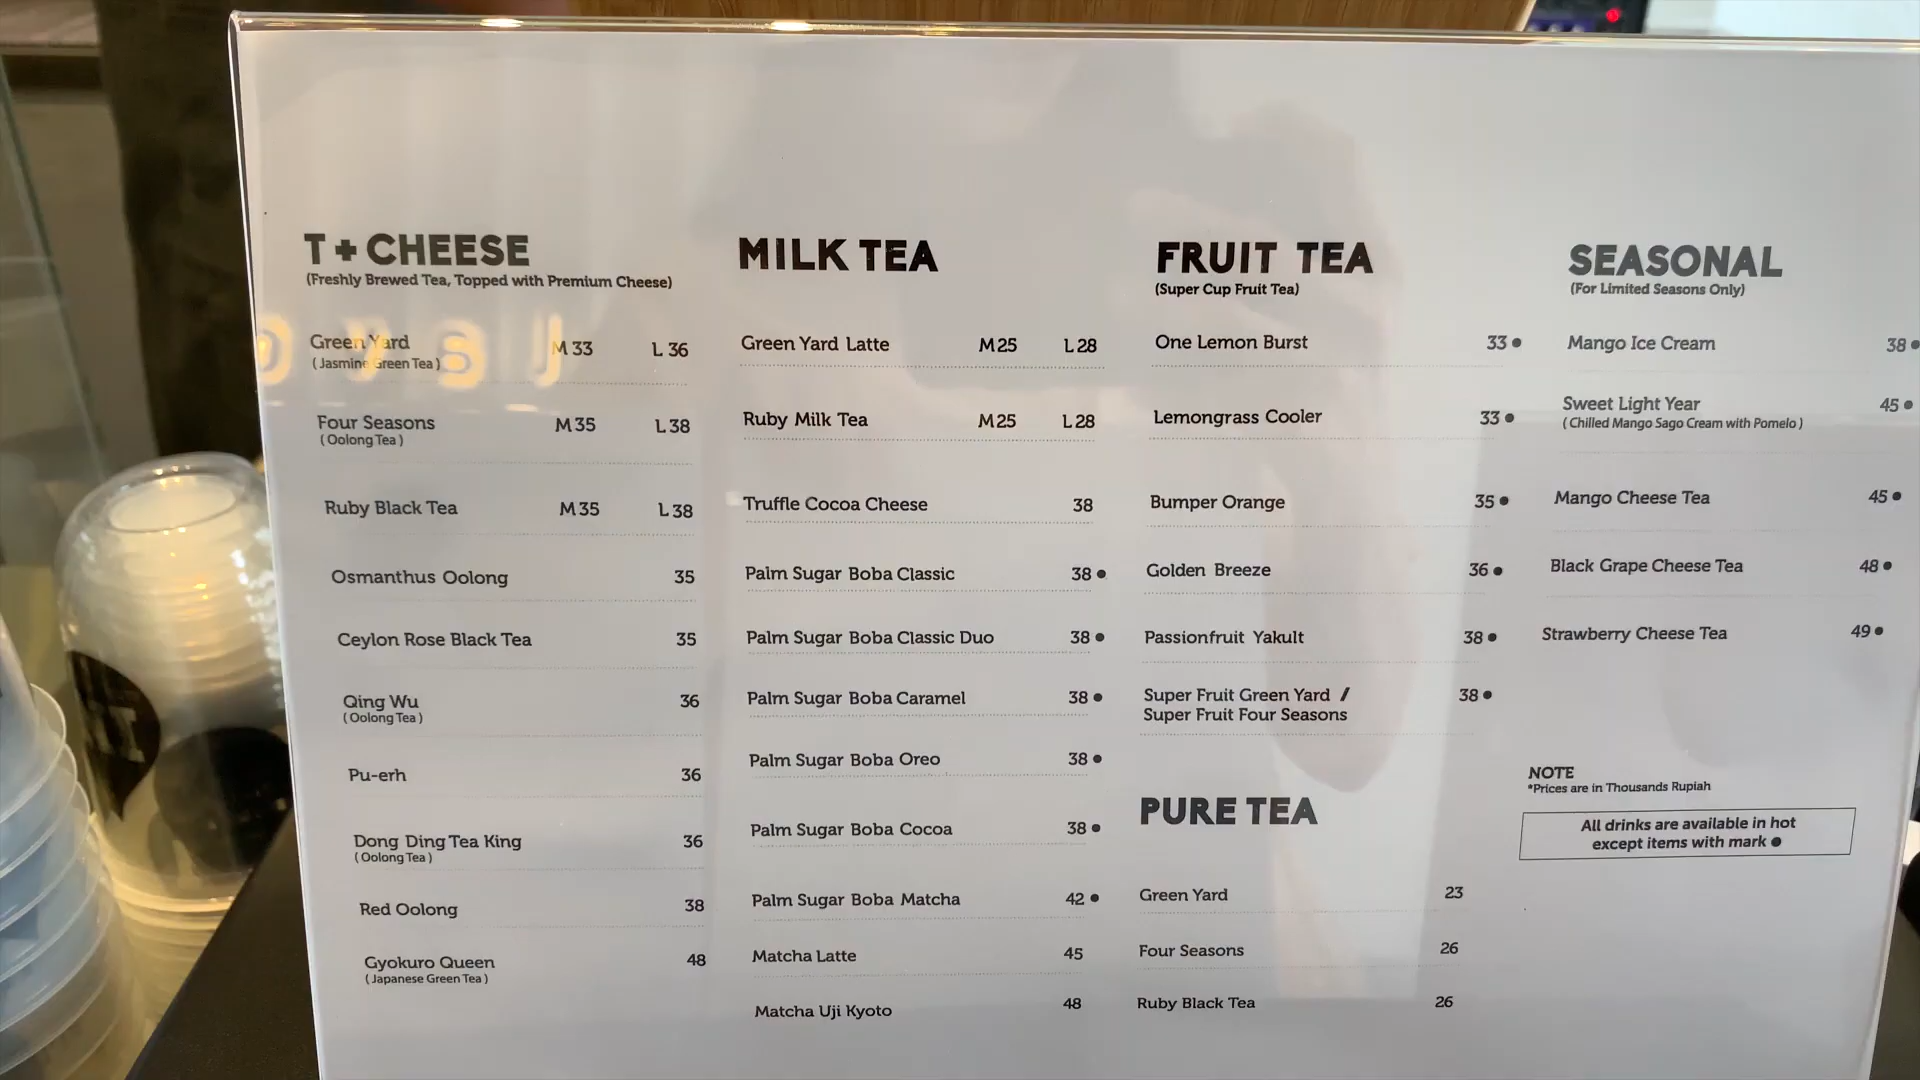 T + CHEESE
(Freshly Brewed Tea, Topped with Premium Cheese)
Green Yard M 33 L 36
(Jasmine Green Tea)
Four Seasons M 35 L 38
(Oolong Tea)
Ruby Black Tea M 35 L 38
Osmanthus Oolong 35
Ceylon Rose Black Tea 35
Qing Wu 36
(Oolong Tea)
Pu-erh 36
Dong Ding Tea King 36
(Oolong Tea)
Red Oolong 38
Gyokuro Queen 48
(Japanese Green Tea)
MILK TEA
Green Yard Latte M 25 L 28
Ruby Milk Tea M 25 L 28
Truffle Cocoa Cheese 38
Palm Sugar Boba Classic 38 ●
Palm Sugar Boba Classic Duo 38 ●
Palm Sugar Boba Caramel 38 ●
Palm Sugar Boba Oreo 38 ●
Palm Sugar Boba Cocoa 38 ●
Palm Sugar Boba Matcha 42 ●
Matcha Latte 45
Matcha Uji Kyoto 48
FRUIT TEA
(Super Cup Fruit Tea)
One Lemon Burst 33 ●
Lemongrass Cooler 33 ●
Bumper Orange 35 ●
Golden Breeze 36 ●
Passionfruit Yakult 38 ●
Super Fruit Green Yard / 38 ●
Super Fruit Four Seasons
PURE TEA
Green Yard 23
Four Seasons 26
Ruby Black Tea 26
SEASONAL
(For Limited Seasons Only)
Mango Ice Cream 38 ●
Sweet Light Year 45 ●
(Chilled Mango Sago Cream with Pomelo)
Mango Cheese Tea 45 ●
Black Grape Cheese Tea 48 ●
Strawberry Cheese Tea 49 ●
NOTE
*Prices are in Thousands Rupiah
All drinks are available in hot
except items with mark ●